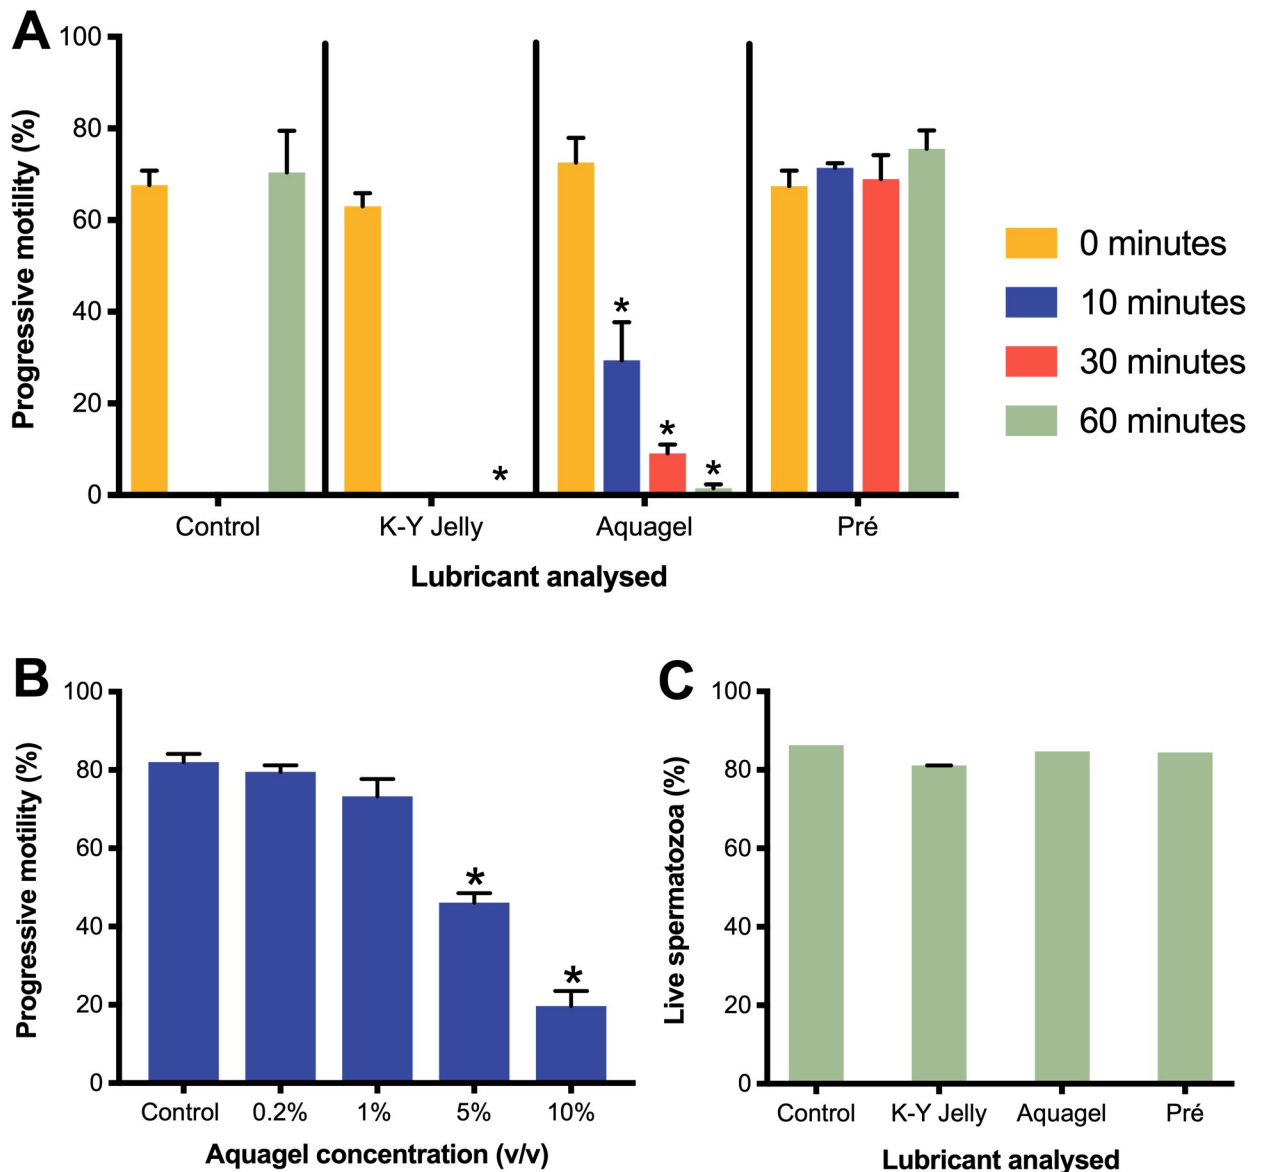 A
100
80
60
40
20
0
Progressive motility (%)
*
*
*
*
Control
K-Y Jelly
Aquagel
Pré
Lubricant analysed
0 minutes
10 minutes
30 minutes
60 minutes
B
100
80
60
40
20
0
Progressive motility (%)
*
*
Control
0.2%
1%
5%
10%
Aquagel concentration (v/v)
C
100
80
60
40
20
0
Live spermatozoa (%)
Control
K-Y Jelly
Aquagel
Pré
Lubricant analysed